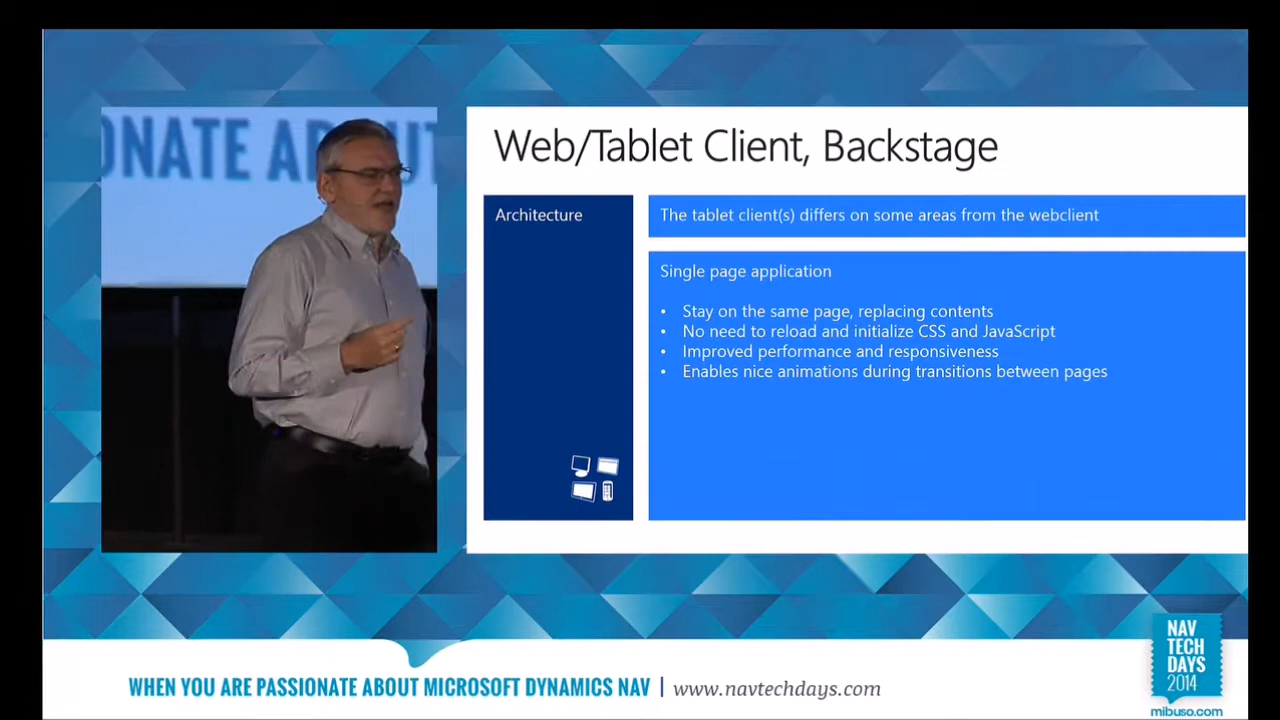 ONATE ABOUT
Web/Tablet Client, Backstage
Architecture
The tablet client(s) differs on some areas from the webclient
Single page application
• Stay on the same page, replacing contents
• No need to reload and initialize CSS and JavaScript
• Improved performance and responsiveness
• Enables nice animations during transitions between pages
WHEN YOU ARE PASSIONATE ABOUT MICROSOFT DYNAMICS NAV | www.navtechdays.com
NAV
TECH
DAYS
2014
mibuso.com